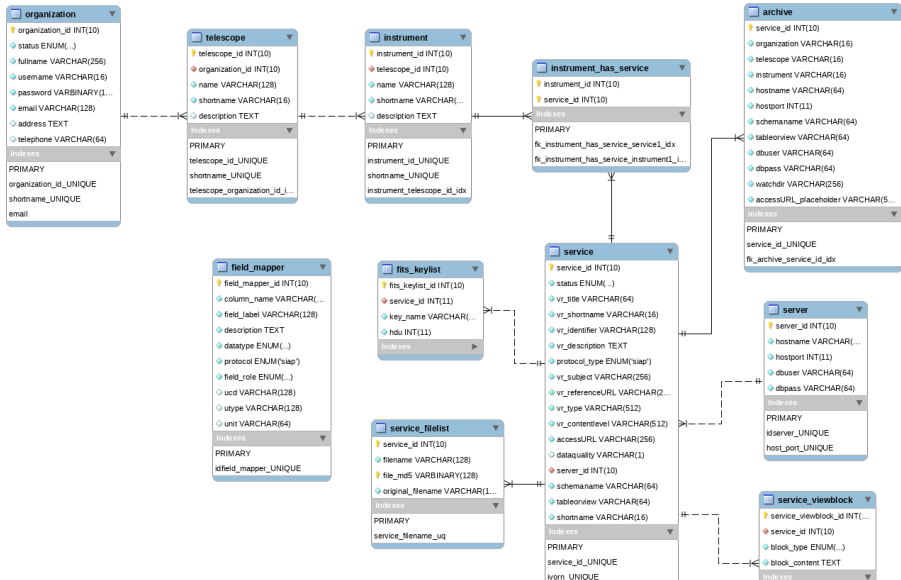 organization
organization_id INT(10)
status ENUM(...)
fullname VARCHAR(256)
username VARCHAR(16)
password VARBINARY(1...
email VARCHAR(128)
address TEXT
telephone VARCHAR(64)
Indexes
PRIMARY
organization_id_UNIQUE
shortname_UNIQUE
email
telescope
telescope_id INT(10)
organization_id INT(10)
name VARCHAR(128)
shortname VARCHAR(16)
description TEXT
Indexes
PRIMARY
telescope_id_UNIQUE
shortname_UNIQUE
telescope_organization_id_i...
instrument
instrument_id INT(10)
telescope_id INT(10)
name VARCHAR(128)
shortname VARCHAR(...
description TEXT
Indexes
PRIMARY
instrument_id_UNIQUE
shortname_UNIQUE
instrument_telescope_id_idx
instrument_has_service
instrument_id INT(10)
service_id INT(10)
Indexes
PRIMARY
fk_instrument_has_service_service1_idx
fk_instrument_has_service_instrument1_i...
archive
service_id INT(10)
organization VARCHAR(16)
telescope VARCHAR(16)
instrument VARCHAR(16)
hostname VARCHAR(64)
hostport INT(11)
schemaname VARCHAR(64)
tableorview VARCHAR(64)
dbuser VARCHAR(64)
dbpass VARCHAR(64)
watchdir VARCHAR(256)
accessURL_placeholder VARCHAR(5...
Indexes
PRIMARY
service_id_UNIQUE
fk_archive_service_id_idx
field_mapper
field_mapper_id INT(10)
column_name VARCHAR(...
field_label VARCHAR(128)
description TEXT
datatype ENUM(...)
protocol ENUM('siap')
field_role ENUM(...)
ucd VARCHAR(128)
utype VARCHAR(128)
unit VARCHAR(64)
Indexes
PRIMARY
idfield_mapper_UNIQUE
fits_keylist
fits_keylist_id INT(10)
service_id INT(11)
key_name VARCHAR(...
hdu INT(11)
Indexes
service_filelist
service_id INT(10)
filename VARCHAR(128)
file_md5 VARBINARY(128)
original_filename VARCHAR(1...
Indexes
PRIMARY
service_filename_uq
service
service_id INT(10)
status ENUM(...)
vr_title VARCHAR(64)
vr_shortname VARCHAR(16)
vr_identifier VARCHAR(128)
vr_description TEXT
protocol_type ENUM('siap')
vr_subject VARCHAR(256)
vr_referenceURL VARCHAR(2...
vr_type VARCHAR(512)
vr_contentlevel VARCHAR(512)
accessURL VARCHAR(256)
dataquality VARCHAR(1)
server_id INT(10)
schemaname VARCHAR(64)
tableorview VARCHAR(64)
shortname VARCHAR(16)
Indexes
PRIMARY
service_id_UNIQUE
ivorn_UNIQUE
server
server_id INT(10)
hostname VARCHAR(...
hostport INT(11)
dbuser VARCHAR(64)
dbpass VARCHAR(64)
Indexes
PRIMARY
idserver_UNIQUE
host_port_UNIQUE
service_viewblock
service_viewblock_id INT(...
service_id INT(10)
block_type ENUM(...)
block_content TEXT
Indexes